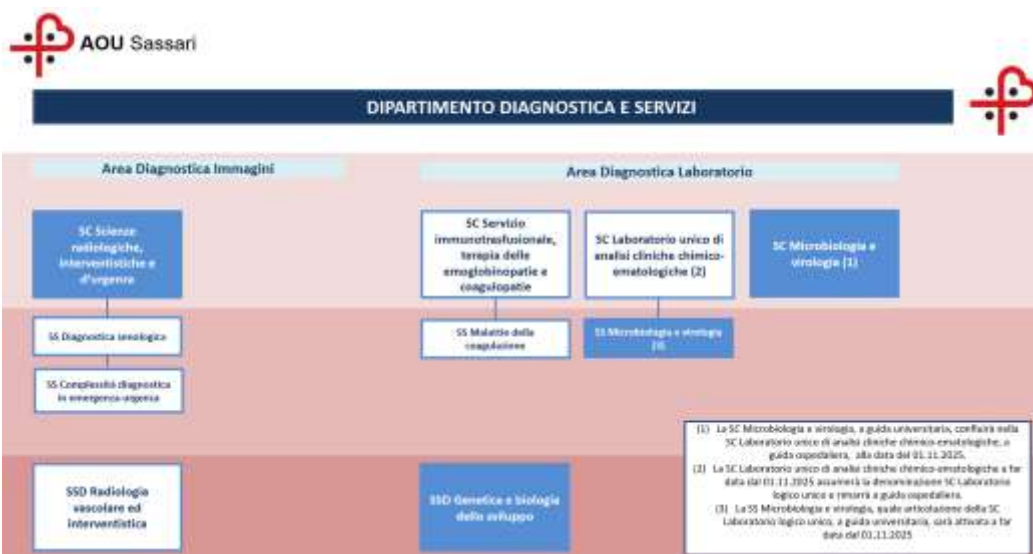 AOU Sassari
DIPARTIMENTO DIAGNOSTICA E SERVIZI
Area Diagnostica Immagini
Area Diagnostica Laboratorio
SC Scienze
radiologiche,
interventistiche e
d'urgenza
SC Servizio
immunotrasfusionale,
terapia delle
emoglobinopatie e
coagulopatie
SC Laboratorio unico di
analisi cliniche chimico-
ematologiche (2)
SC Microbiologia e
virologia (1)
SS Diagnostica senologica
SS Malattie della
coagulazione
SS Microbiologia e virologia
(3)
SS Complessità diagnostica
in emergenza-urgenza
SSD Radiologia
vascolare ed
interventistica
SSD Genetica e biologia
dello sviluppo
(1) La SC Microbiologia e virologia, a guida universitaria, confluirà nella
SC Laboratorio unico di analisi cliniche chimico-ematologiche, a
guida ospedaliera, alla data del 01.11.2025.
(2) La SC Laboratorio unico di analisi cliniche chimico-ematologiche a far
data dal 01.11.2025 assumerà la denominazione SC Laboratorio
logico unico e rimarrà a guida ospedaliera.
(3) La SS Microbiologia e virologia, quale articolazione della SC
Laboratorio logico unico, a guida universitaria, sarà attivata a far
data dal 01.11.2025